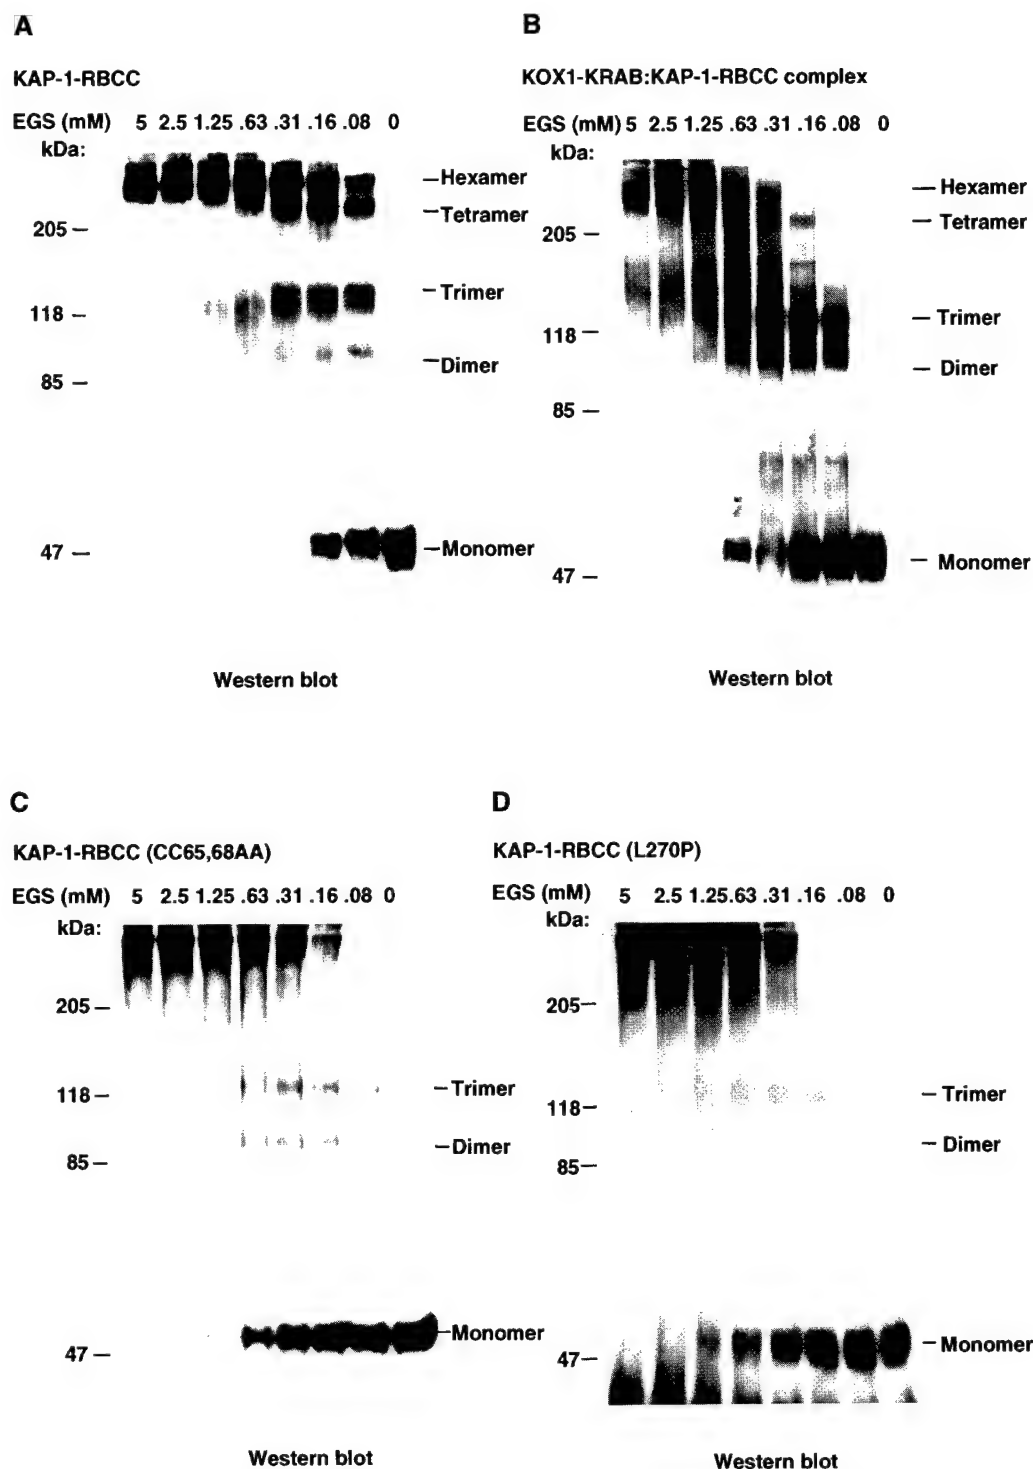 A
KAP-1-RBCC
EGS (mM) 5 2.5 1.25 .63 .31 .16 .08 0
kDa:
Hexamer
Tetramer
205
Trimer
118
Dimer
85
47
Monomer
Western blot
B
KOX1-KRAB:KAP-1-RBCC complex
EGS (mM) 5 2.5 1.25 .63 .31 .16 .08 0
kDa:
Hexamer
Tetramer
205
Trimer
118
Dimer
85
Monomer
47
Western blot
C
KAP-1-RBCC (CC65,68AA)
EGS (mM) 5 2.5 1.25 .63 .31 .16 .08 0
kDa:
205
Trimer
118
Dimer
85
Monomer
47
Western blot
D
KAP-1-RBCC (L270P)
EGS (mM) 5 2.5 1.25 .63 .31 .16 .08 0
kDa:
205
Trimer
118
Dimer
85
Monomer
47
Western blot